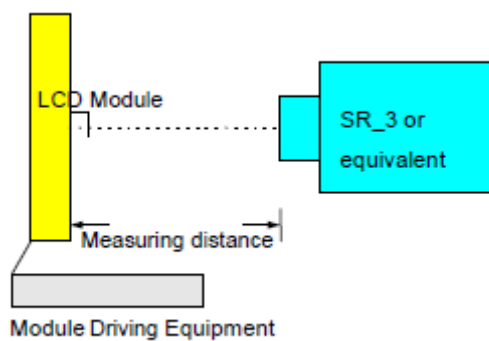 LCD Module
SR_3 or
equivalent
Measuring distance
Module Driving Equipment